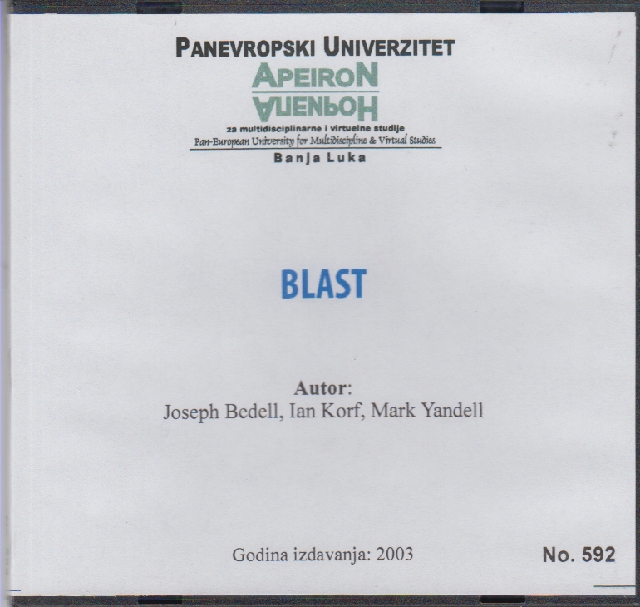 PANEVROPSKI UNIVERZITET
APEIRON
АПЕИРОН
za multidisciplinarne i virtuelne studije
Pan-European University for Multidiscipline & Virtual Studies
Banja Luka
BLAST
Autor:
Joseph Bedell, Ian Korf, Mark Yandell
Godina izdavanja: 2003
No. 592